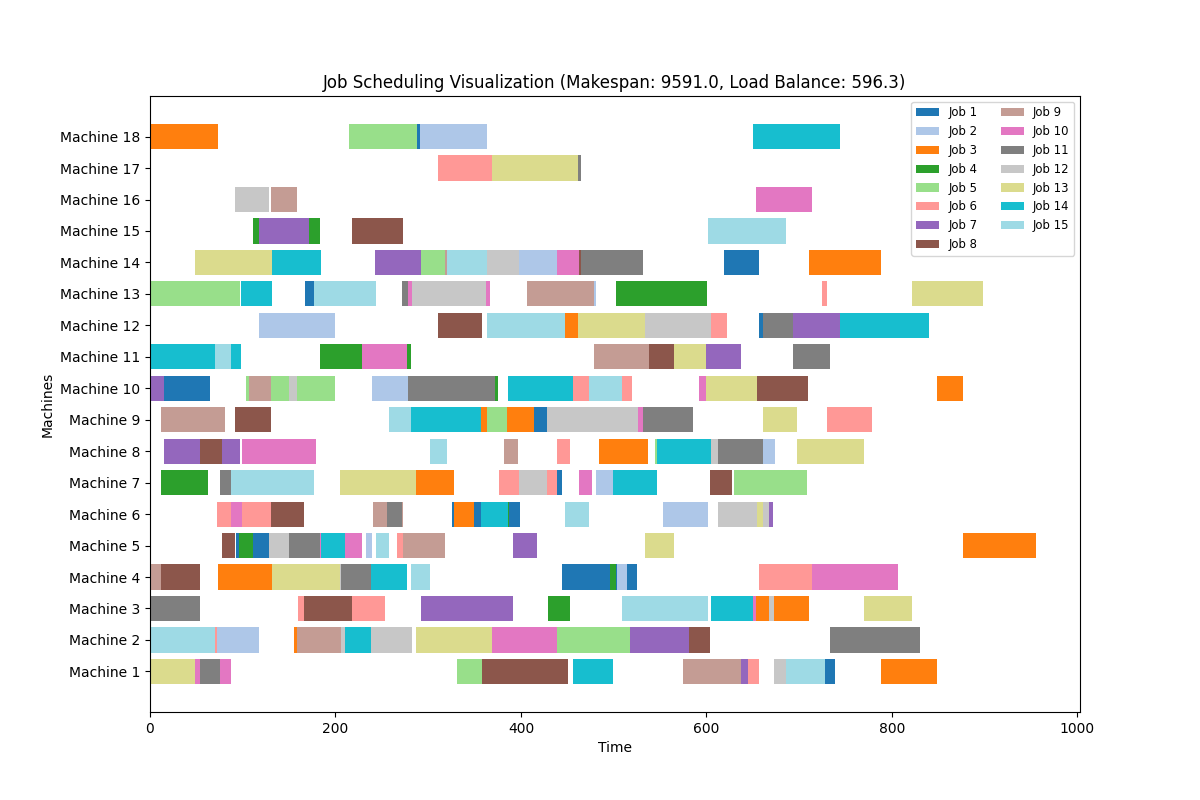 Job Scheduling Visualization (Makespan: 9591.0, Load Balance: 596.3)
Machines
Machine 18
Machine 17
Machine 16
Machine 15
Machine 14
Machine 13
Machine 12
Machine 11
Machine 10
Machine 9
Machine 8
Machine 7
Machine 6
Machine 5
Machine 4
Machine 3
Machine 2
Machine 1
Job 1
Job 2
Job 3
Job 4
Job 5
Job 6
Job 7
Job 8
Job 9
Job 10
Job 11
Job 12
Job 13
Job 14
Job 15
0 200 400 600 800 1000
Time